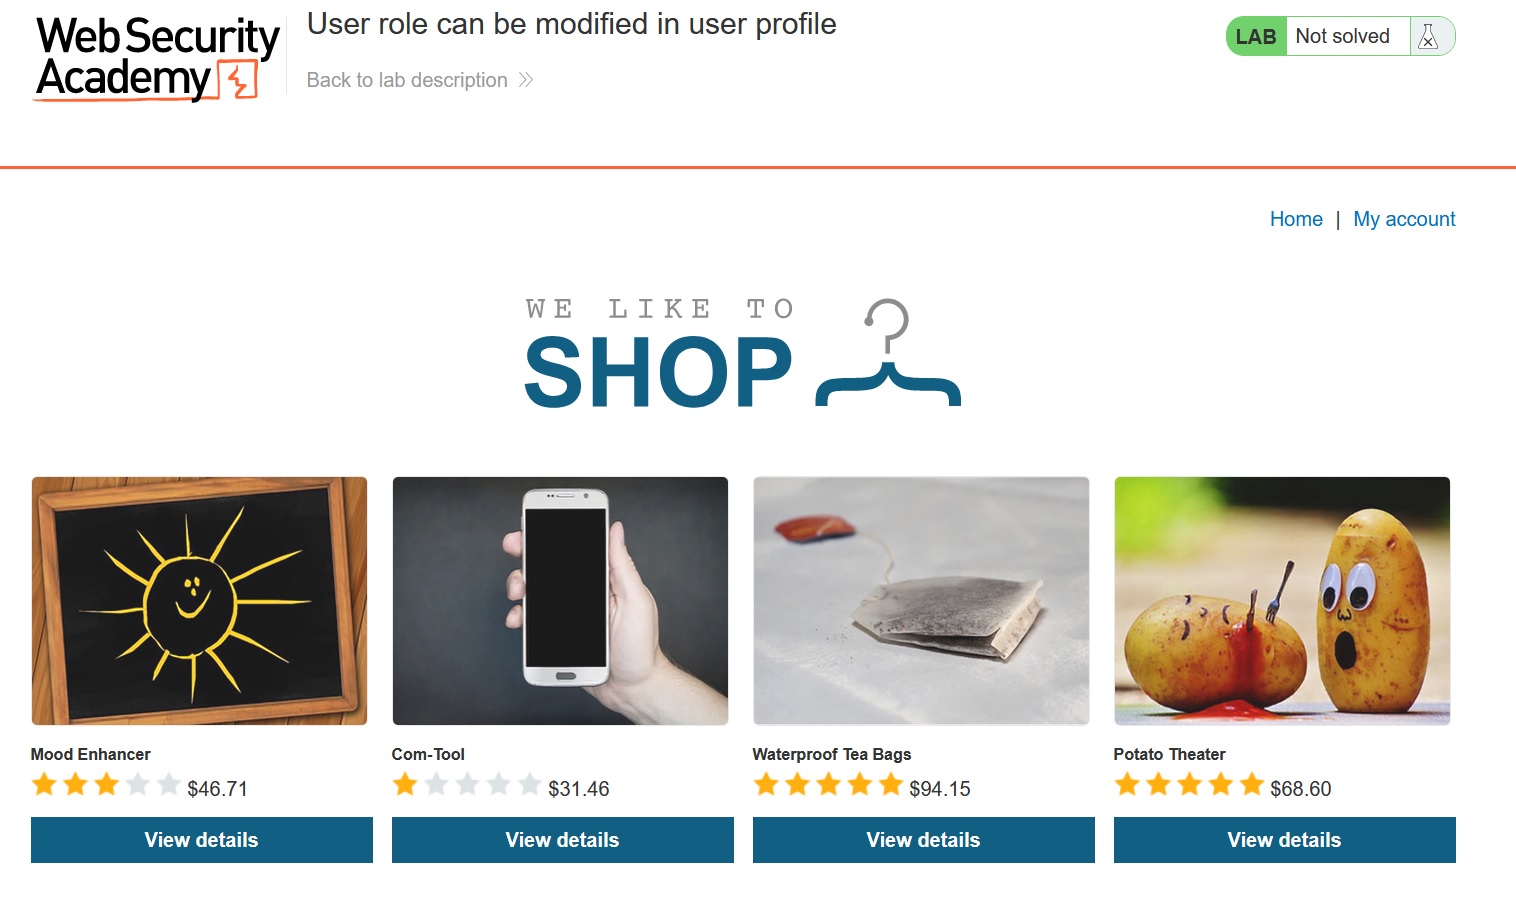 Web Security
Academy
User role can be modified in user profile
Back to lab description
LAB Not solved
Home | My account
WE LIKE TO
SHOP
Mood Enhancer
$46.71
View details
Com-Tool
$31.46
View details
Waterproof Tea Bags
$94.15
View details
Potato Theater
$68.60
View details